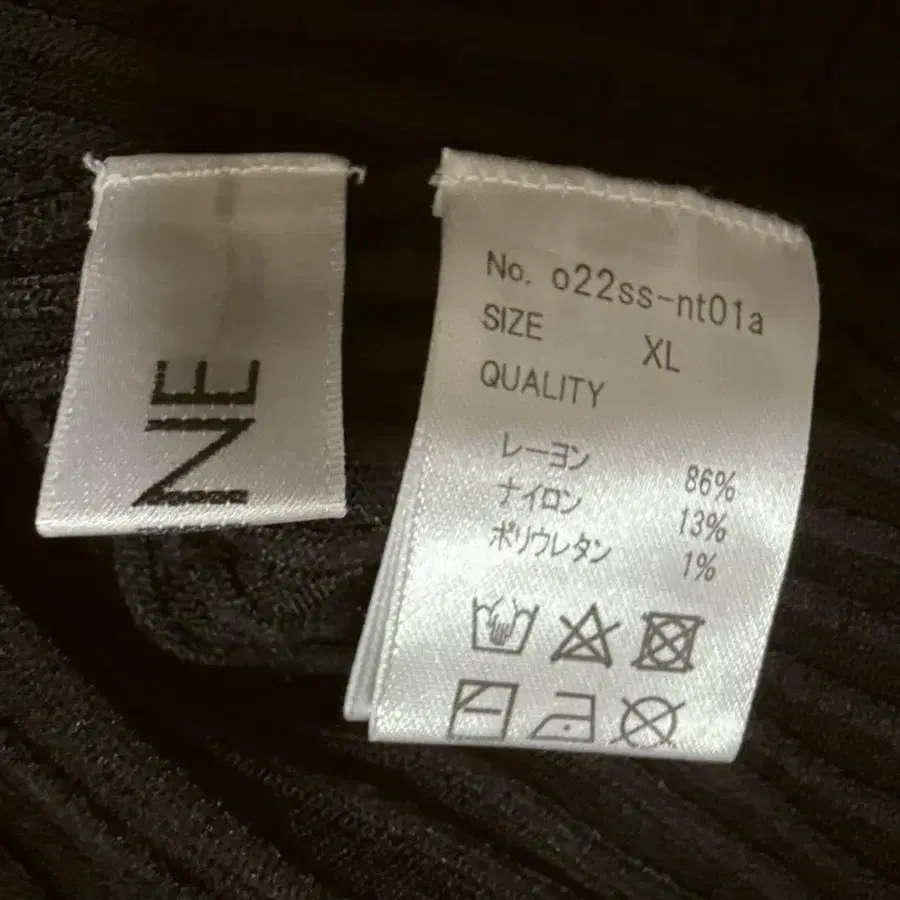 NE
No. o22ss-nt01a
SIZE XL
QUALITY
レーヨン 86%
ナイロン 13%
ポリウレタン 1%